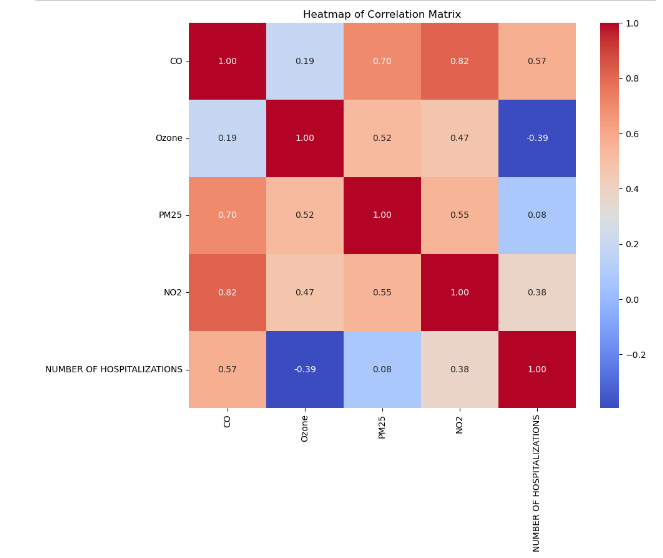 Heatmap of Correlation Matrix
CO 1.00 0.19 0.70 0.82 0.57
Ozone 0.19 1.00 0.52 0.47 -0.39
PM25 0.70 0.52 1.00 0.55 0.08
NO2 0.82 0.47 0.55 1.00 0.38
NUMBER OF HOSPITALIZATIONS 0.57 -0.39 0.08 0.38 1.00
CO
Ozone
PM25
NO2
NUMBER OF HOSPITALIZATIONS
1.0
0.8
0.6
0.4
0.2
0.0
−0.2